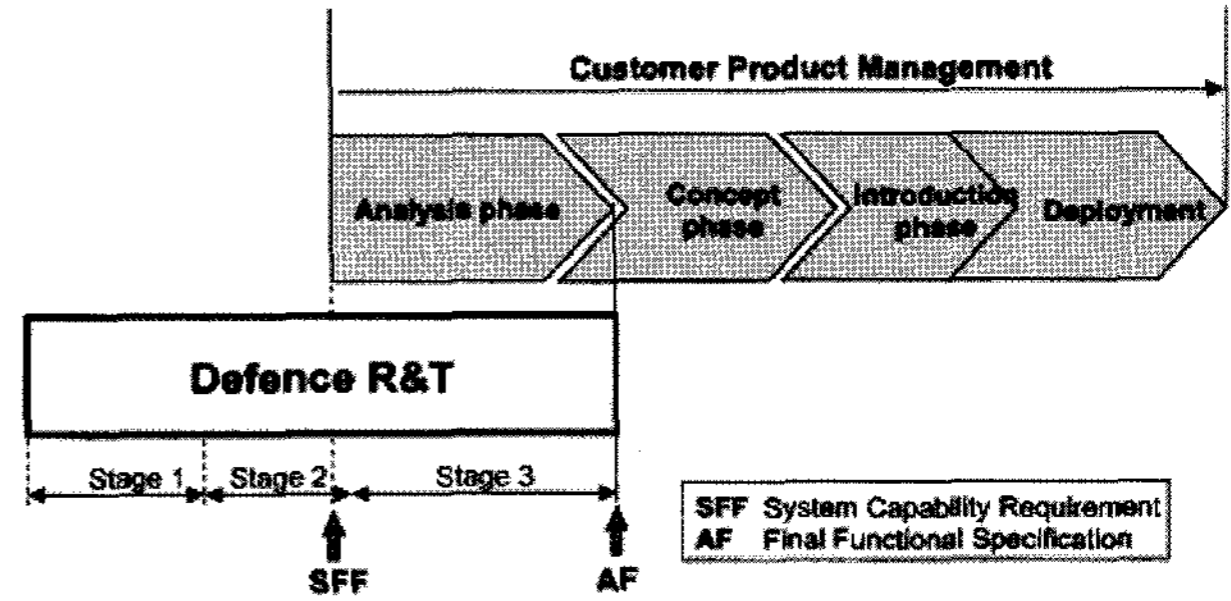 Customer Product Management
Analysis phase
Concept
phase
Introduction
phase
Deployment
Defence R&T
Stage 1
Stage 2
Stage 3
SFF System Capability Requirement
AF Final Functional Specification
SFF
AF